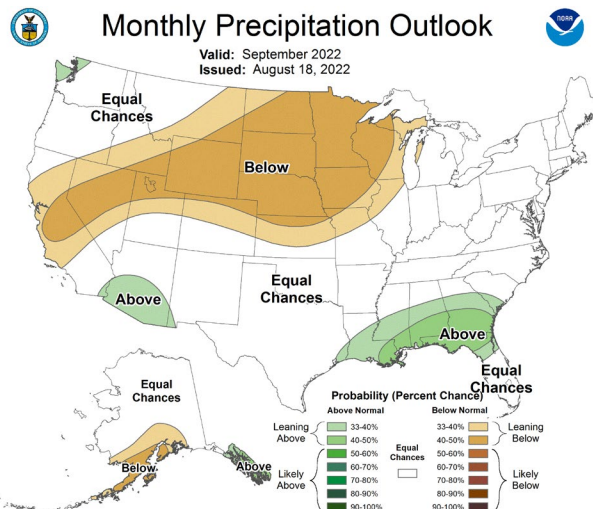 Monthly Precipitation Outlook
NOAA
Valid: September 2022
Issued: August 18, 2022
Equal
Chances
Below
Above
Equal
Chances
Above
Equal
Chances
Equal
Chances
Below
Above
Probability (Percent Chance)
Above Normal
Below Normal
Leaning
Above
33-40%
40-50%
Likely
Above
50-60%
60-70%
70-80%
80-90%
90-100%
Equal
Chances
33-40%
40-50%
Leaning
Below
50-60%
60-70%
70-80%
80-90%
90-100%
Likely
Below